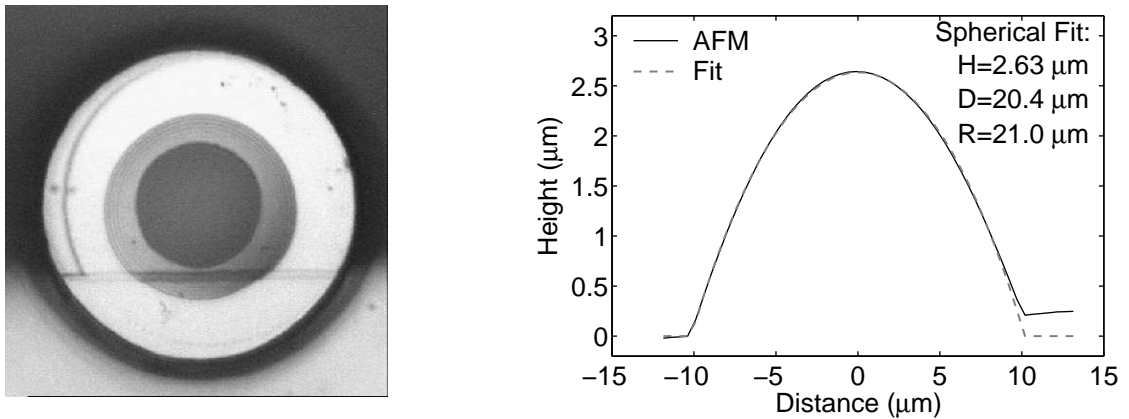 AFM
Fit
Spherical Fit:
H=2.63 μm
D=20.4 μm
R=21.0 μm
Height (μm)
3
2.5
2
1.5
1
0.5
0
−15 −10 −5 0 5 10 15
Distance (μm)